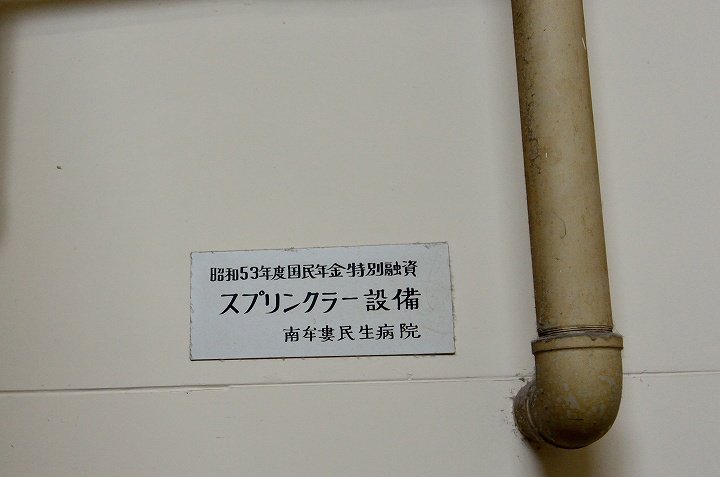 昭和53年度国民年金特別融資
スプリンクラー設備
南牟婁民生病院